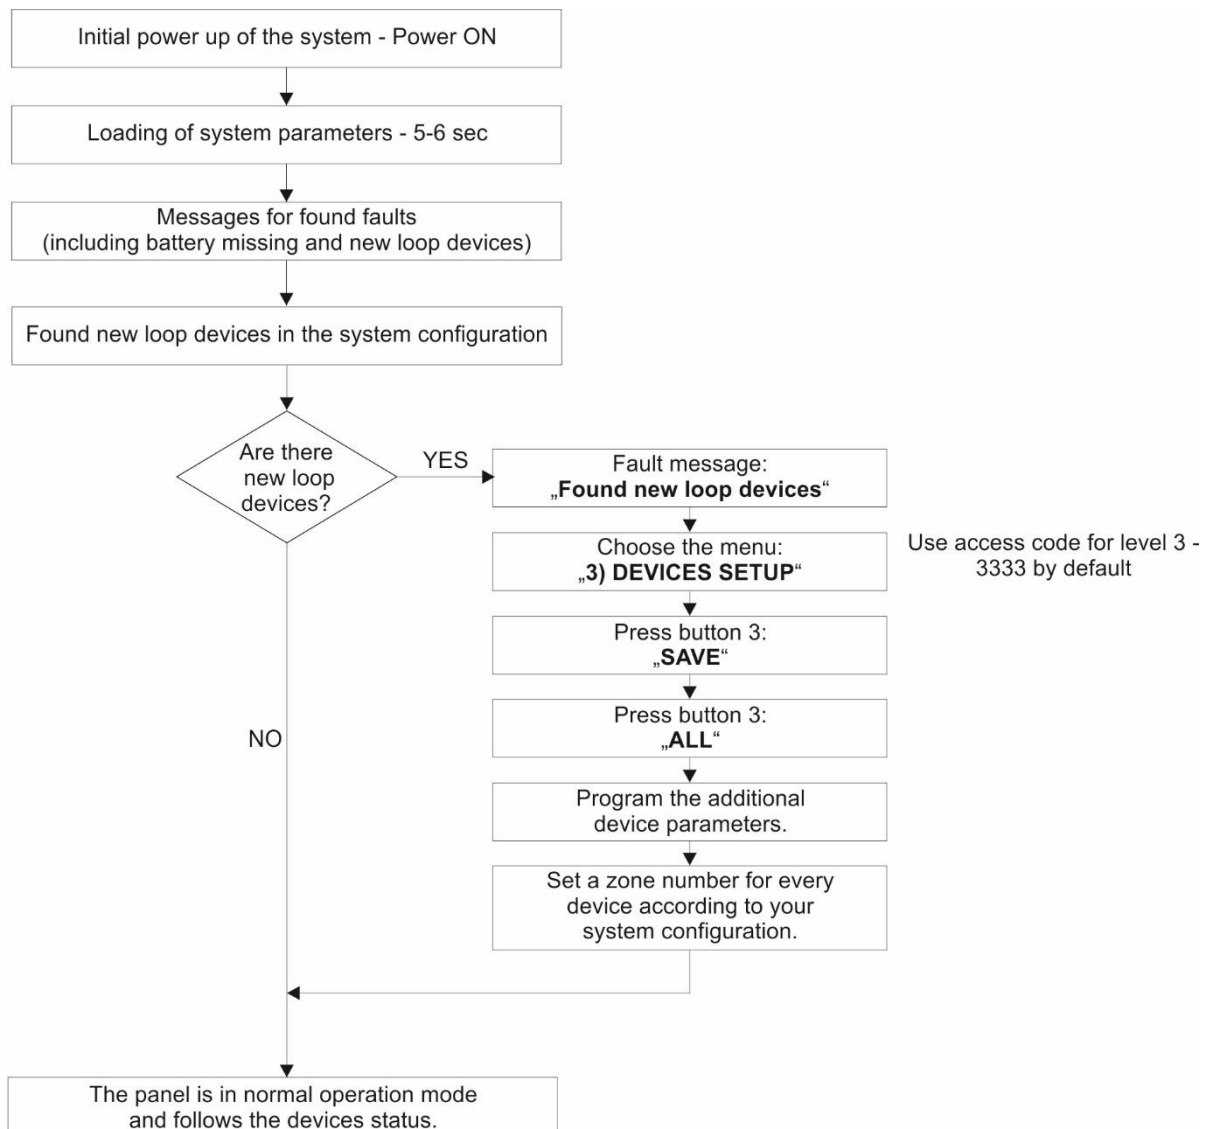 Initial power up of the system - Power ON
Loading of system parameters - 5-6 sec
Messages for found faults
(including battery missing and new loop devices)
Found new loop devices in the system configuration
Are there
new loop
devices?
YES
Fault message:
„Found new loop devices“
Choose the menu:
„3) DEVICES SETUP“
Use access code for level 3 -
3333 by default
Press button 3:
„SAVE“
Press button 3:
„ALL“
NO
Program the additional
device parameters.
Set a zone number for every
device according to your
system configuration.
The panel is in normal operation mode
and follows the devices status.